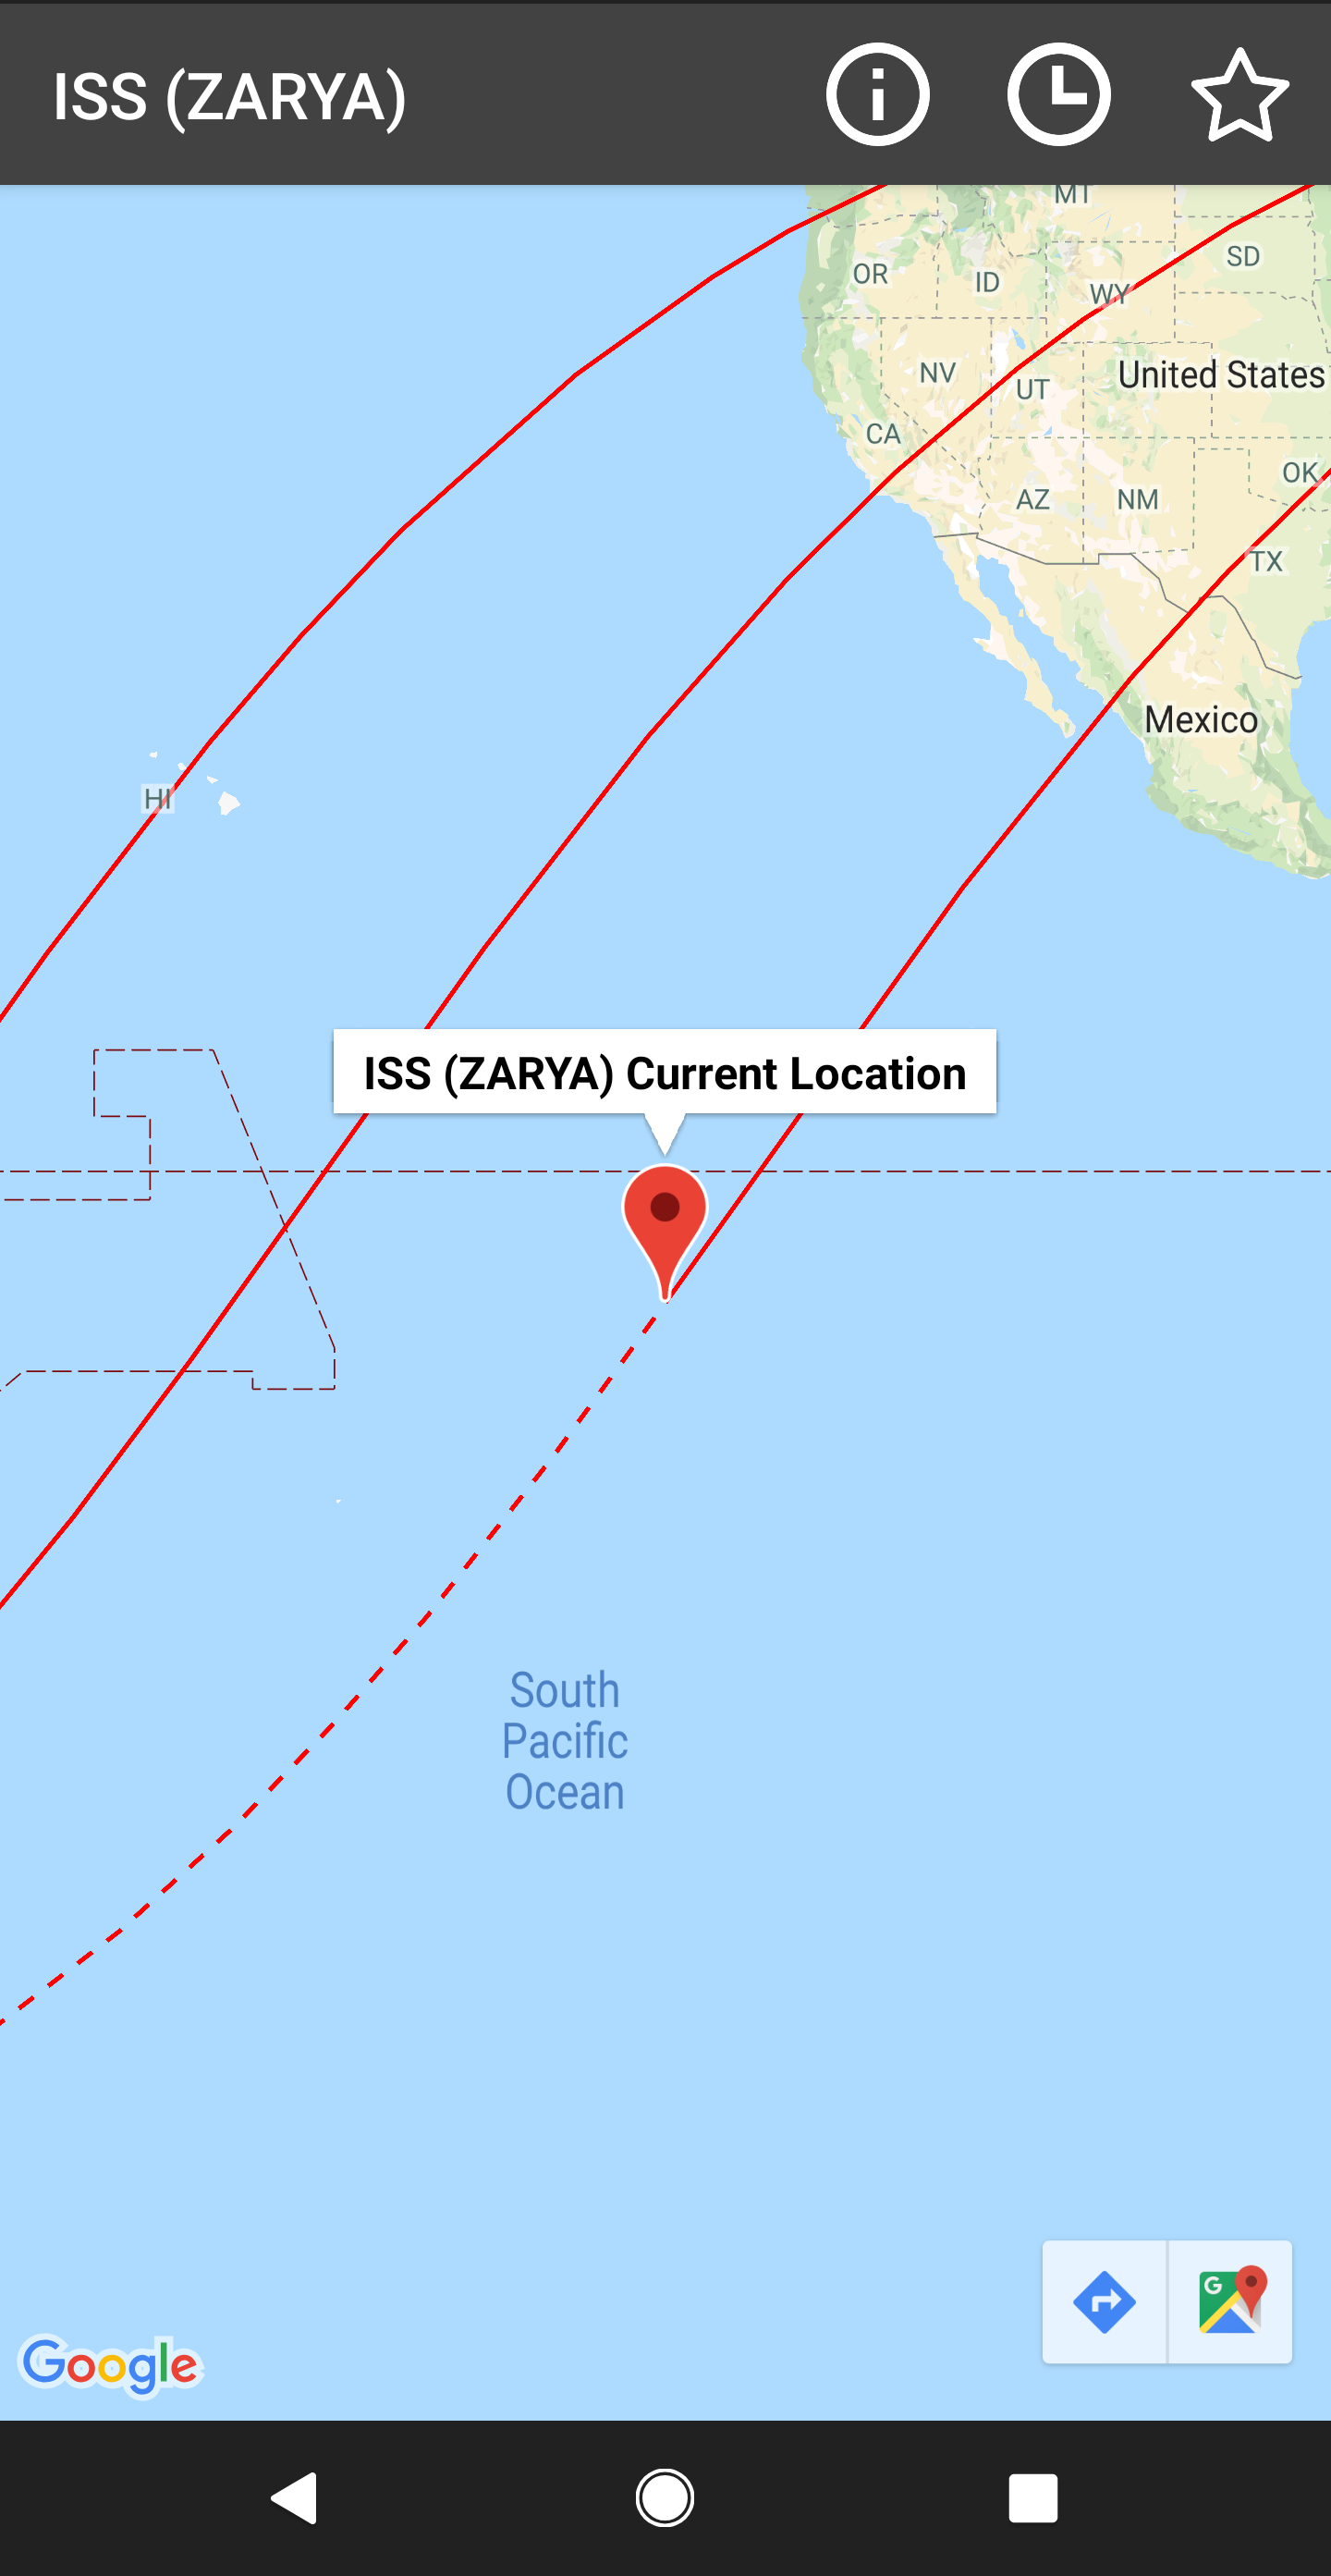 ISS (ZARYA)
MT
OR
ID
SD
WY
NV
UT
United States
CA
AZ
NM
OK
TX
Mexico
HI
ISS (ZARYA) Current Location
South
Pacific
Ocean
G
Google